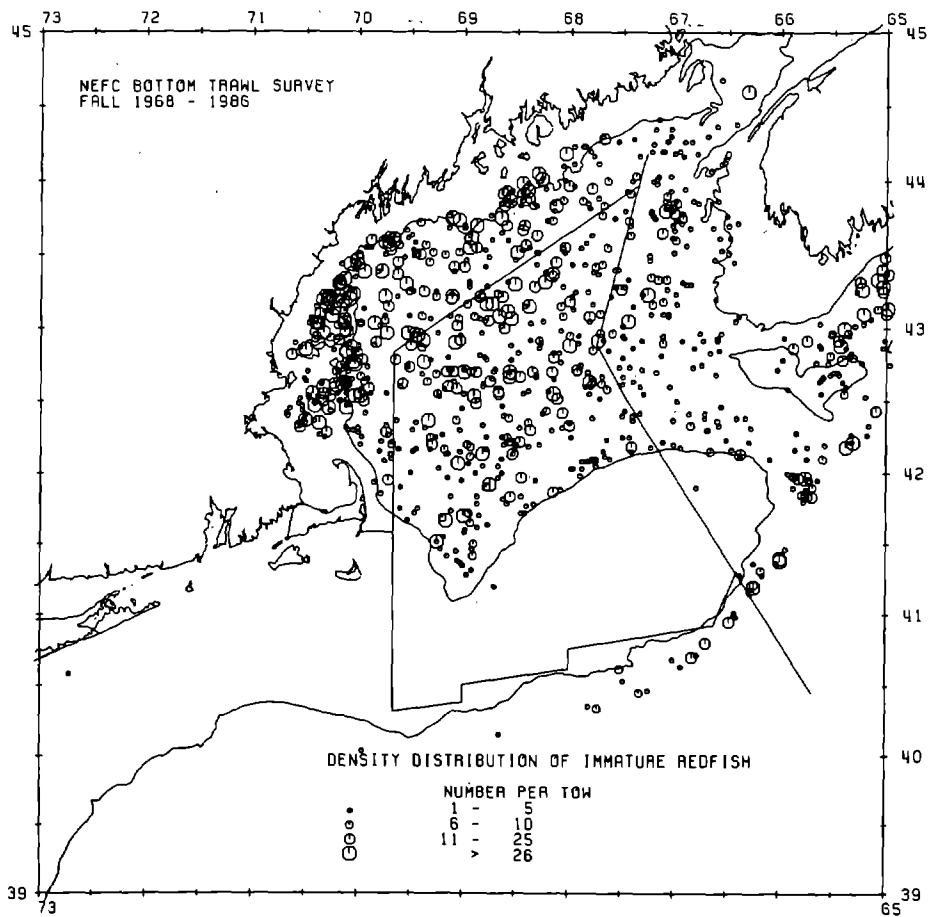 73 72 71 70 69 68 67 66 65
45 45
NEFC BOTTOM TRAWL SURVEY
FALL 1968 - 1986
44 44
43 43
42 42
41 41
40 40
DENSITY DISTRIBUTION OF IMMATURE REDFISH
NUMBER PER TOW
1 - 5
6 - 10
11 - 25
> 26
39 39
73 65